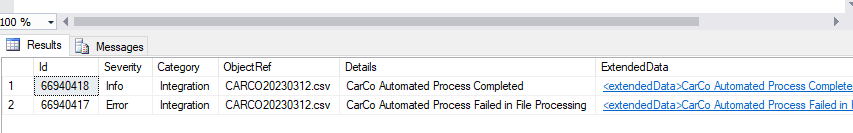 100 %
Results Messages
Id Severity Category ObjectRef Details ExtendedData
1 66940418 Info Integration CARCO20230312.csv CarCo Automated Process Completed <extendedData>CarCo Automated Process Complete
2 66940417 Error Integration CARCO20230312.csv CarCo Automated Process Failed in File Processing <extendedData>CarCo Automated Process Failed in